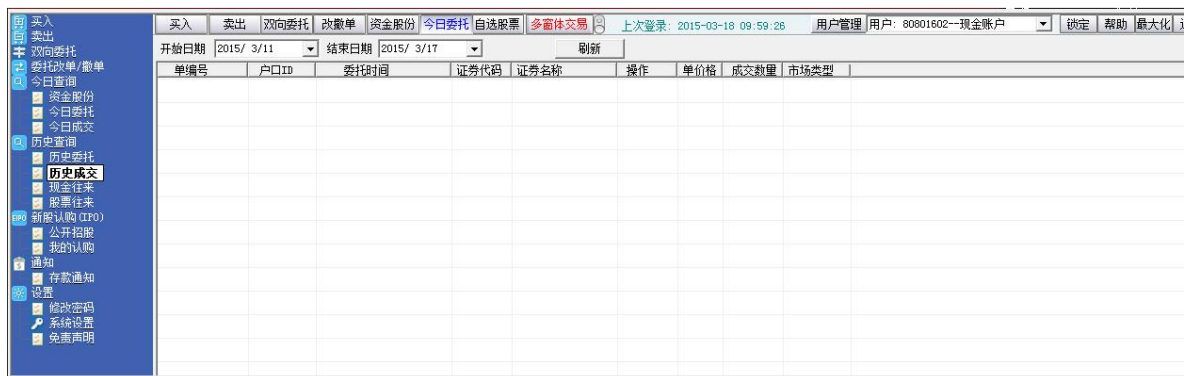 买入 卖出 双向委托 改撤单 资金股份 今日委托 自选股票 多窗体交易 上次登录: 2015-03-18 09:59:26 用户管理 用户: 80801602--现金账户 锁定 帮助 最大化
开始日期 2015/ 3/11 结束日期 2015/ 3/17 刷新
单编号 户口ID 委托时间 证券代码 证券名称 操作 单价格 成交数量 市场类型
买入
卖出
双向委托
委托改单/撤单
今日查询
资金股份
今日委托
今日成交
历史查询
历史委托
历史成交
现金往来
股票往来
EIPO 新股认购(IPO)
公开招股
我的认购
通知
存款通知
设置
修改密码
系统设置
免责声明